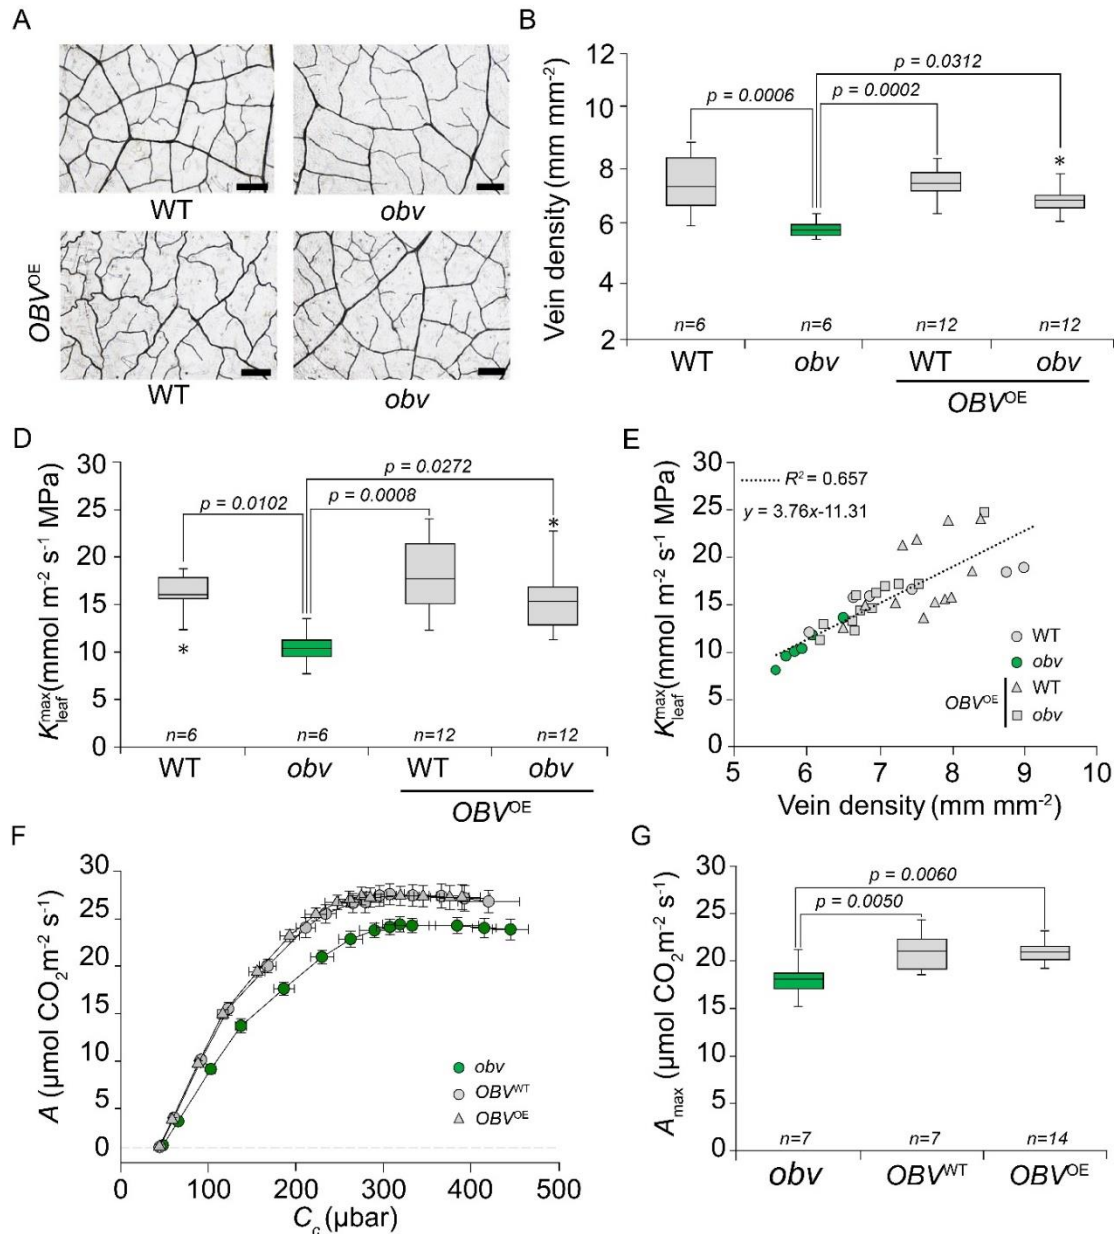 A
WT
obv
OBV^OE
WT
obv
B
Vein density (mm mm⁻²)
12
10
8
6
4
2
p = 0.0312
p = 0.0006
p = 0.0002
*
n=6
n=6
n=12
n=12
WT
obv
WT
obv
OBV^OE
D
K^max_leaf (mmol m⁻² s⁻¹ MPa)
30
25
20
15
10
5
0
p = 0.0272
p = 0.0102
p = 0.0008
*
*
n=6
n=6
n=12
n=12
WT
obv
WT
obv
OBV^OE
E
K^max_leaf (mmol m⁻² s⁻¹ MPa)
30
25
20
15
10
5
0
R² = 0.657
y = 3.76x-11.31
WT
obv
OBV^OE
WT
obv
5
6
7
8
9
10
Vein density (mm mm⁻²)
F
A (µmol CO₂ m⁻² s⁻¹)
30
25
20
15
10
5
0
obv
OBV^WT
OBV^OE
0
100
200
300
400
500
C_c (µbar)
G
A_max (µmol CO₂ m⁻² s⁻¹)
30
25
20
15
10
5
0
p = 0.0060
p = 0.0050
n=7
n=7
n=14
obv
OBV^WT
OBV^OE